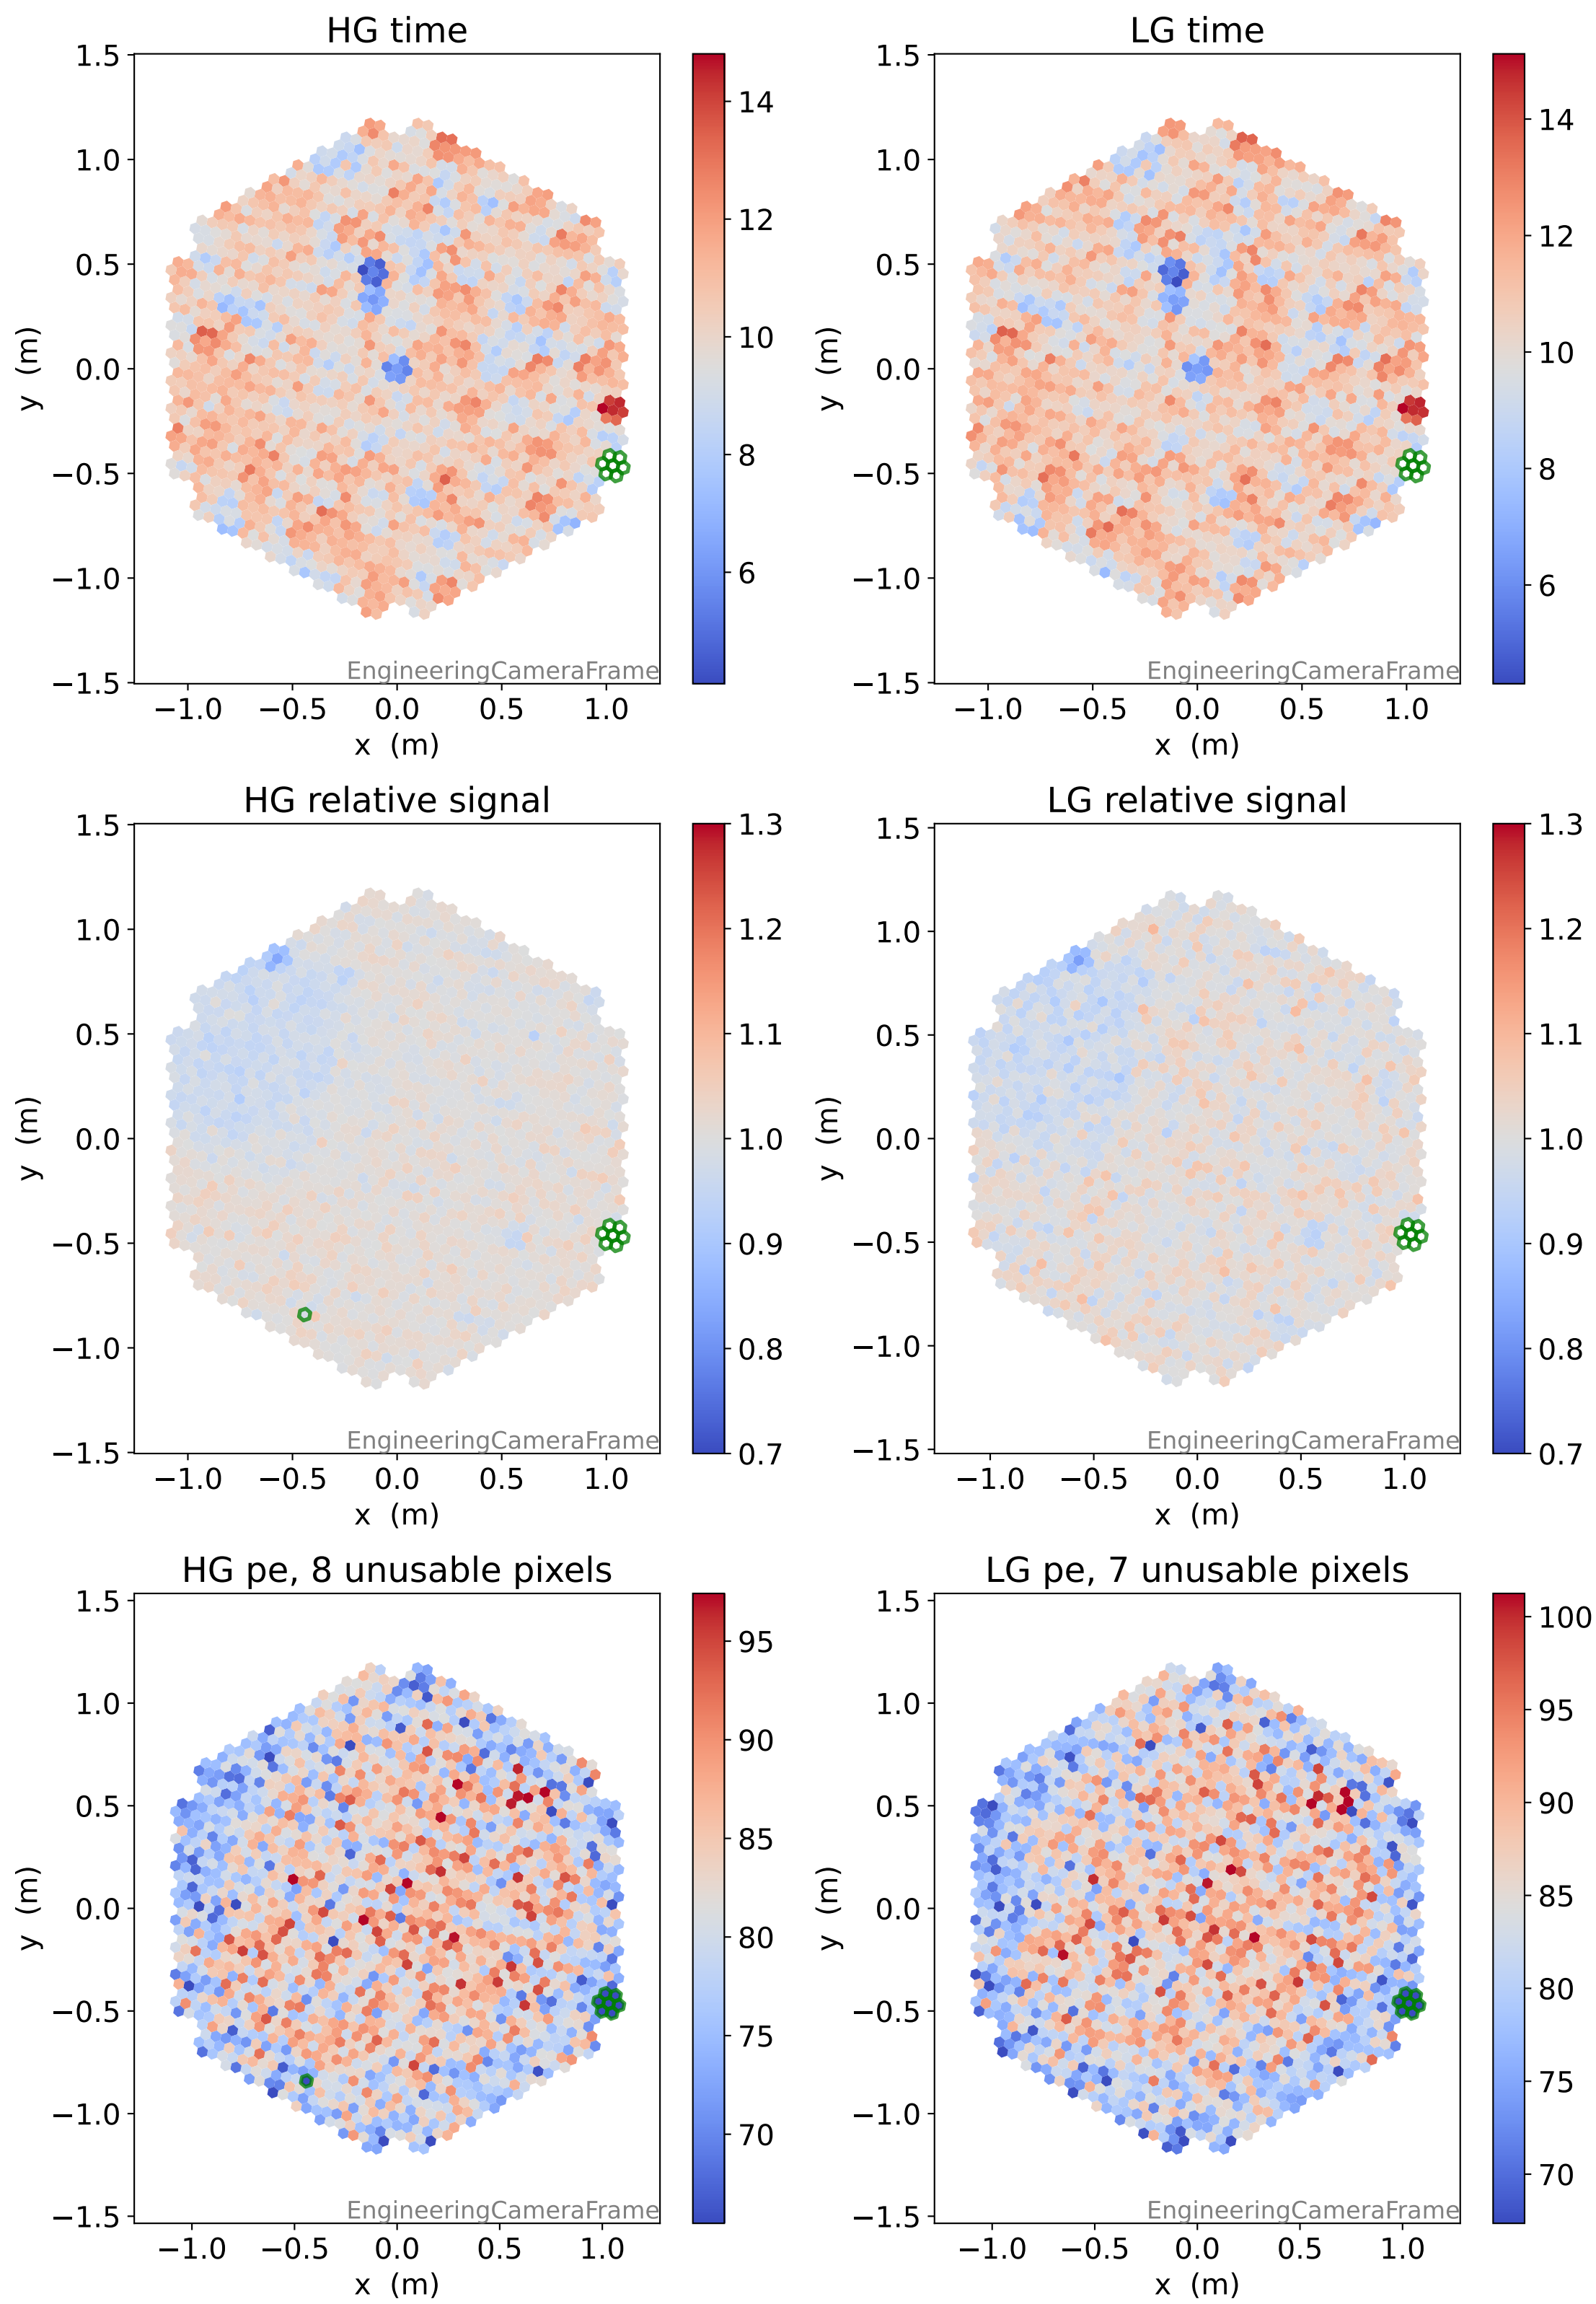 HG time
LG time
1.5
1.0
0.5
0.0
−0.5
−1.0
−1.5
y (m)
−1.0 −0.5 0.0 0.5 1.0
x (m)
EngineeringCameraFrame
14
12
10
8
6
1.5
1.0
0.5
0.0
−0.5
−1.0
−1.5
y (m)
−1.0 −0.5 0.0 0.5 1.0
x (m)
EngineeringCameraFrame
14
12
10
8
6
HG relative signal
LG relative signal
1.5
1.0
0.5
0.0
−0.5
−1.0
−1.5
y (m)
−1.0 −0.5 0.0 0.5 1.0
x (m)
EngineeringCameraFrame
1.3
1.2
1.1
1.0
0.9
0.8
0.7
1.5
1.0
0.5
0.0
−0.5
−1.0
−1.5
y (m)
−1.0 −0.5 0.0 0.5 1.0
x (m)
EngineeringCameraFrame
1.3
1.2
1.1
1.0
0.9
0.8
0.7
HG pe, 8 unusable pixels
LG pe, 7 unusable pixels
1.5
1.0
0.5
0.0
−0.5
−1.0
−1.5
y (m)
−1.0 −0.5 0.0 0.5 1.0
x (m)
EngineeringCameraFrame
95
90
85
80
75
70
1.5
1.0
0.5
0.0
−0.5
−1.0
−1.5
y (m)
−1.0 −0.5 0.0 0.5 1.0
x (m)
EngineeringCameraFrame
100
95
90
85
80
75
70